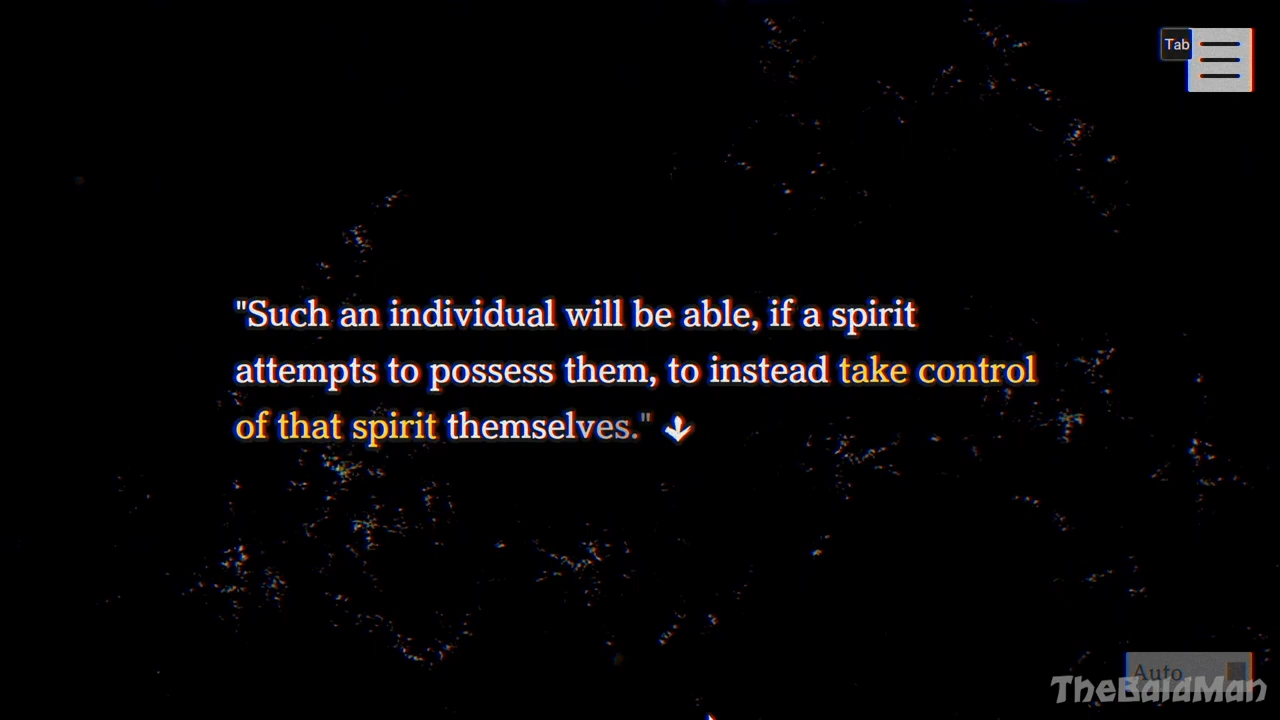 Tab
"Such an individual will be able, if a spirit
attempts to possess them, to instead take control
of that spirit themselves."
Auto
TheBaldMan